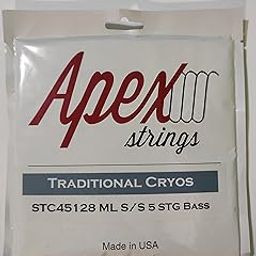 Apex
strings
TRADITIONAL CRYOS
STC45128 ML S/S 5 STG BASS
Made in USA